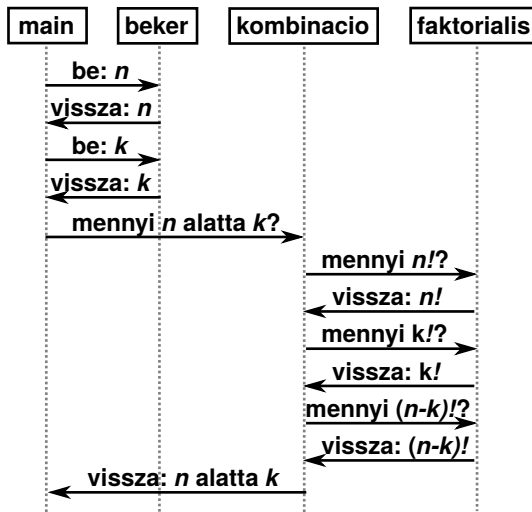 main beker kombinacio faktorialis
be: n
vissza: n
be: k
vissza: k
mennyi n alatta k?
mennyi n!?
vissza: n!
mennyi k!?
vissza: k!
mennyi (n-k)!?
vissza: (n-k)!
vissza: n alatta k